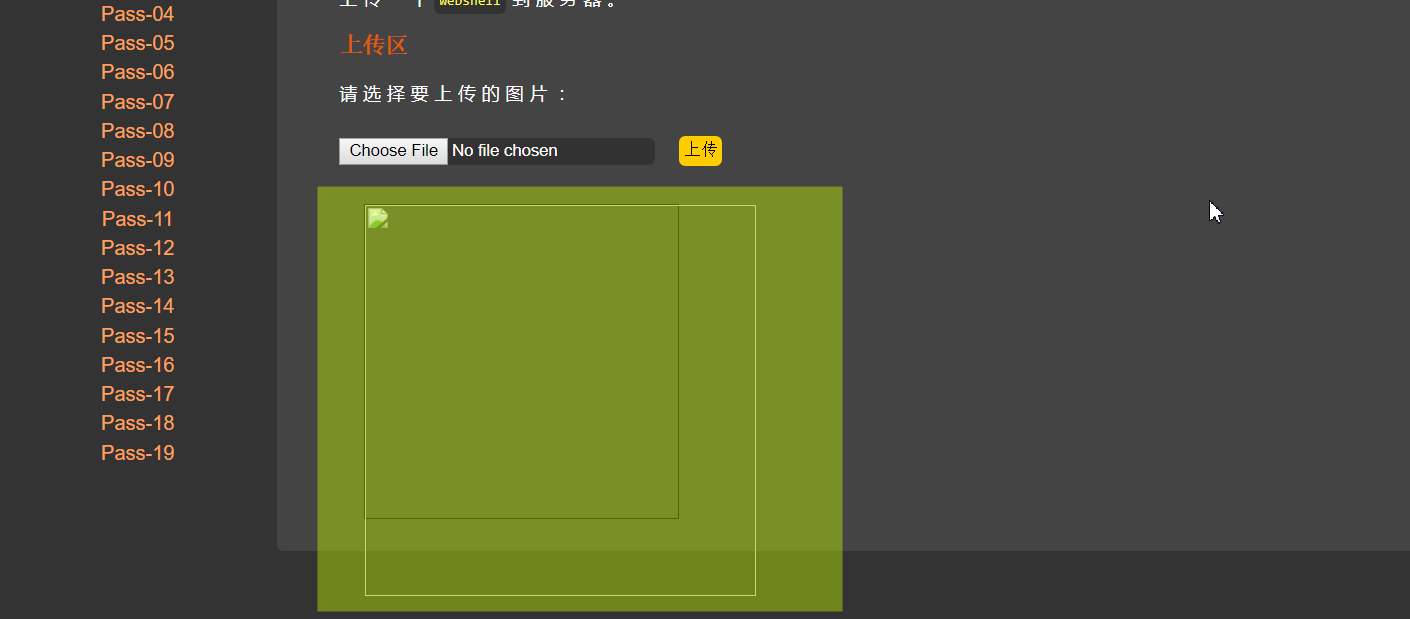 Pass-04
Pass-05
Pass-06
Pass-07
Pass-08
Pass-09
Pass-10
Pass-11
Pass-12
Pass-13
Pass-14
Pass-15
Pass-16
Pass-17
Pass-18
Pass-19
上传一个 webshell 到服务器。
上传区
请选择要上传的图片：
Choose File No file chosen 上传